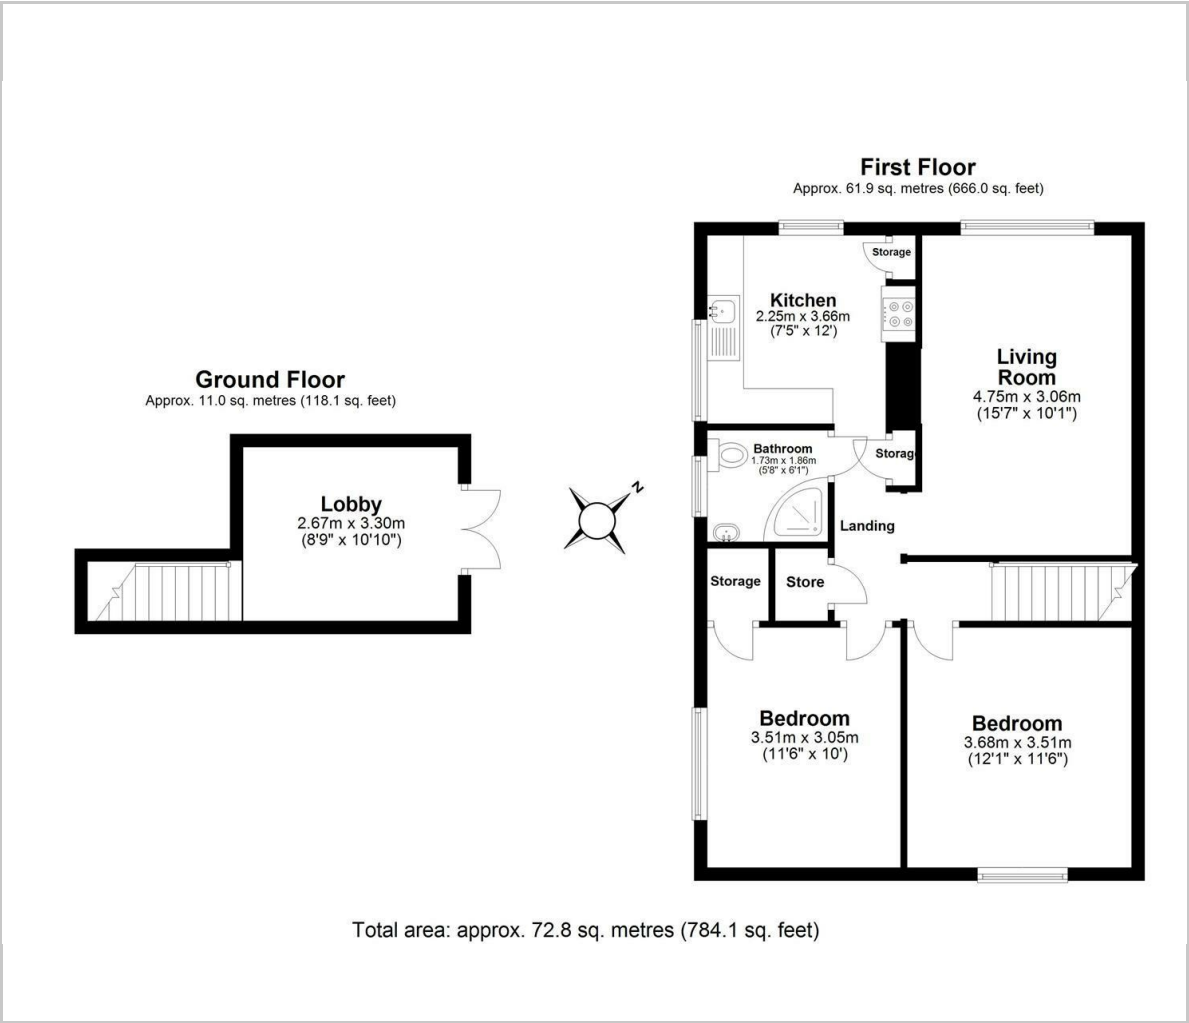 First Floor
Approx. 61.9 sq. metres (666.0 sq. feet)
Storage
Kitchen
2.25m x 3.66m
(7'5" x 12')
Living
Room
4.75m x 3.06m
(15'7" x 10'1")
Ground Floor
Approx. 11.0 sq. metres (118.1 sq. feet)
Bathroom
1.73m x 1.86m
(5'8" x 6'1")
Storag
Lobby
2.67m x 3.30m
(8'9" x 10'10")
N
Landing
Storage
Store
Bedroom
3.51m x 3.05m
(11'6" x 10')
Bedroom
3.68m x 3.51m
(12'1" x 11'6")
Total area: approx. 72.8 sq. metres (784.1 sq. feet)